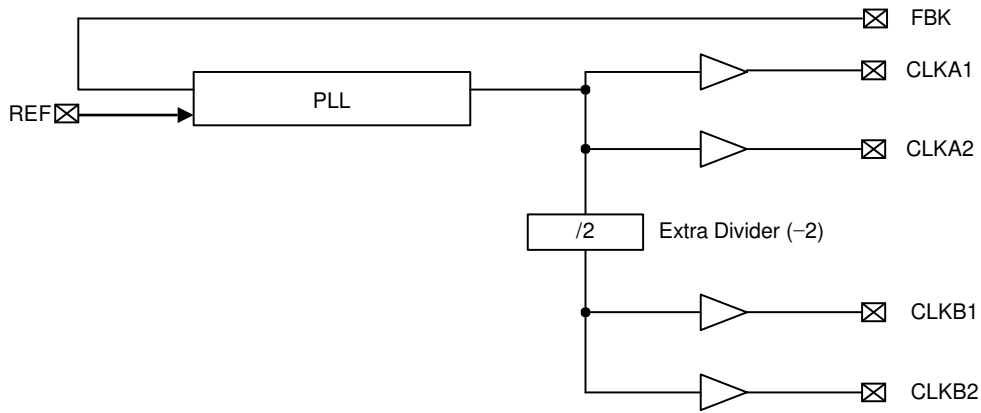 FBK
CLKA1
PLL
REF
CLKA2
/2 Extra Divider (−2)
CLKB1
CLKB2